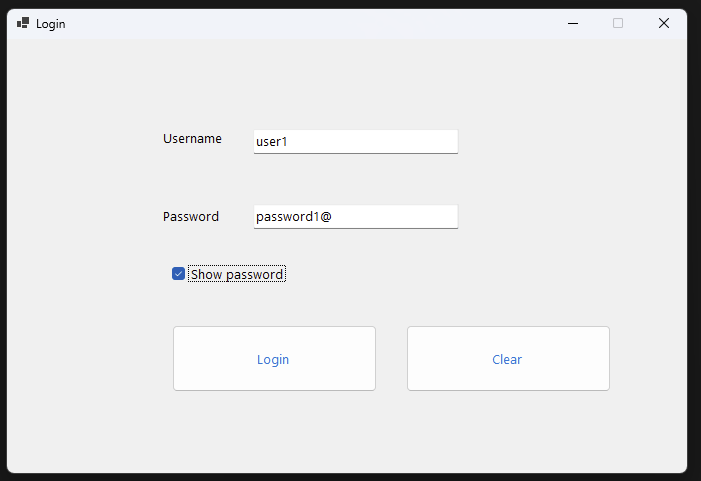 Login
Username user1
Password password1@
Show password
Login Clear